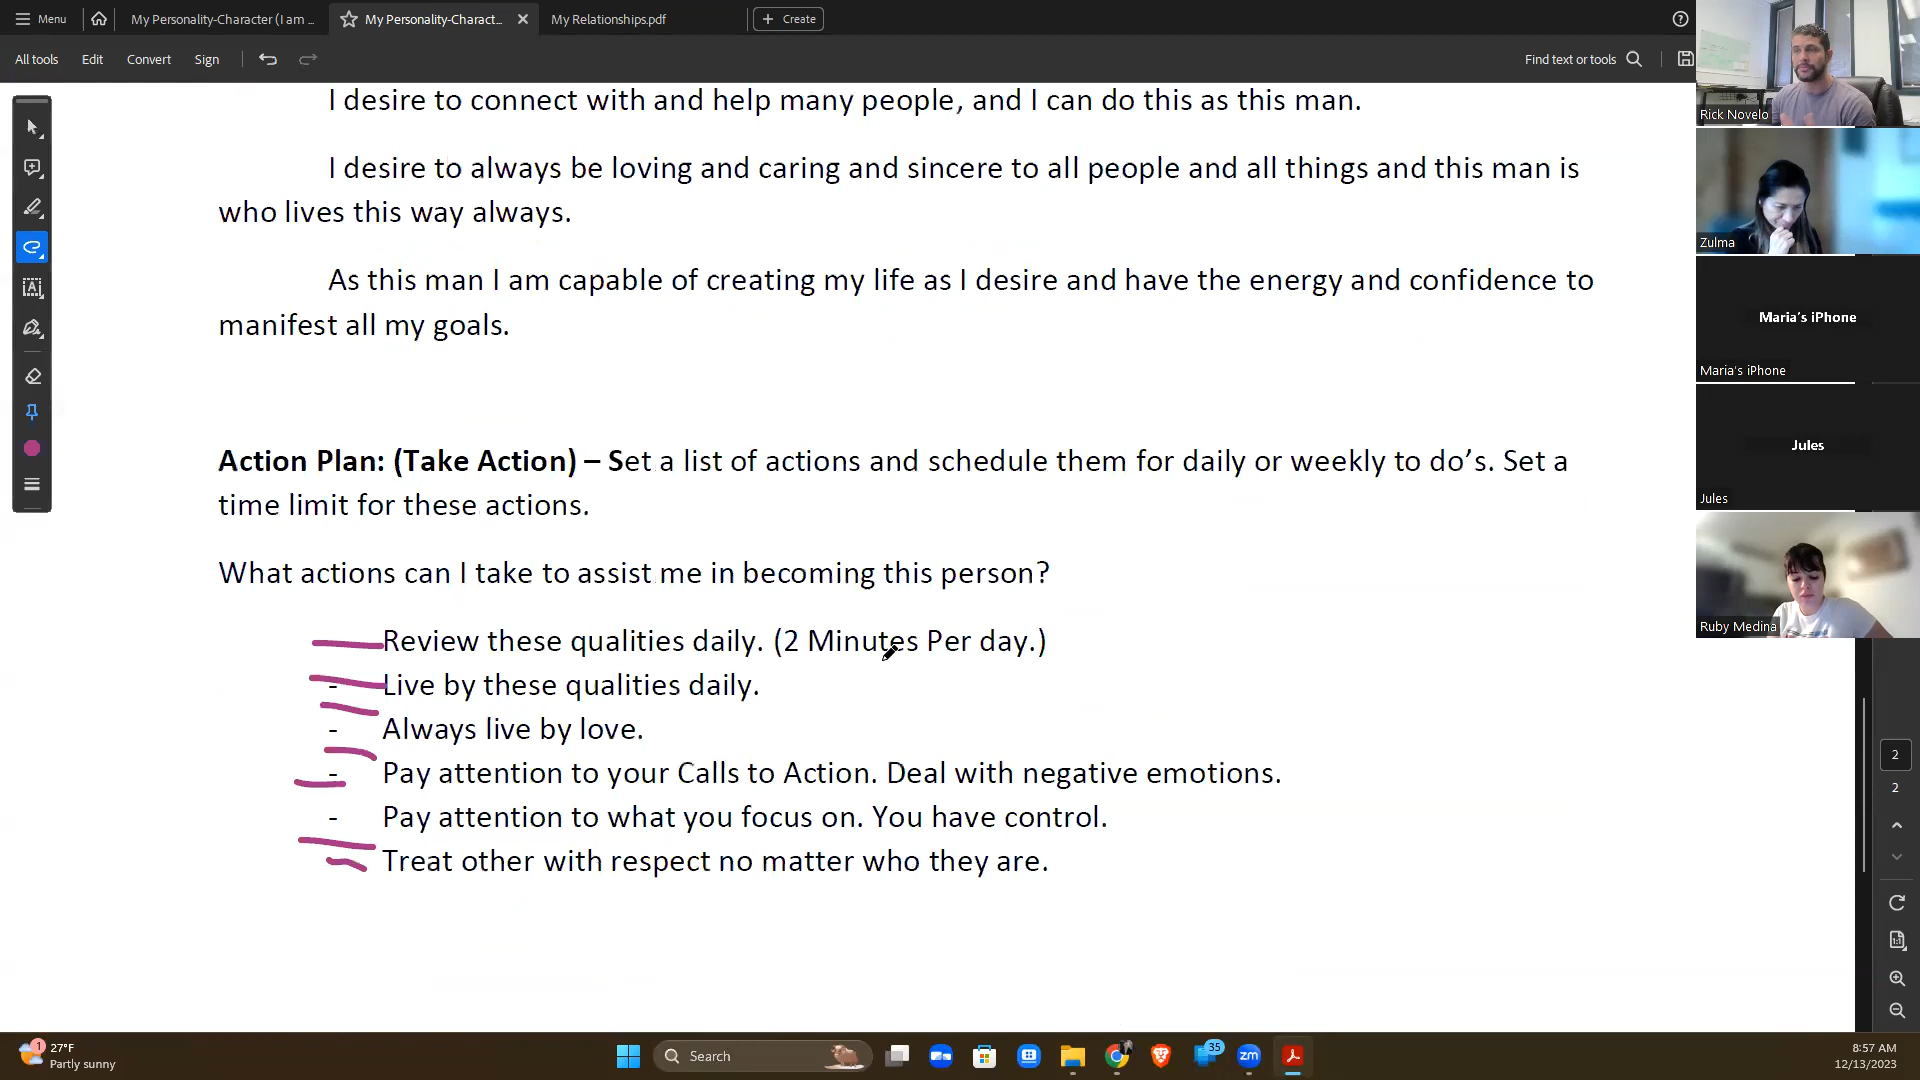 Menu
My Personality-Character (I am ...
My Personality-Charact...
My Relationships.pdf
Create
All tools
Edit
Convert
Sign
Find text or tools
I desire to connect with and help many people, and I can do this as this man.
I desire to always be loving and caring and sincere to all people and all things and this man is
who lives this way always.
As this man I am capable of creating my life as I desire and have the energy and confidence to
manifest all my goals.
Action Plan: (Take Action) – Set a list of actions and schedule them for daily or weekly to do’s. Set a
time limit for these actions.
What actions can I take to assist me in becoming this person?
Review these qualities daily. (2 Minutes Per day.)
- Live by these qualities daily.
- Always live by love.
- Pay attention to your Calls to Action. Deal with negative emotions.
- Pay attention to what you focus on. You have control.
Treat other with respect no matter who they are.
Rick Novelo
Zulma
Maria's iPhone
Maria's iPhone
Jules
Jules
Ruby Medina
2
2
1:1
1
27°F
Partly sunny
Search
35
zm
8:57 AM
12/13/2023